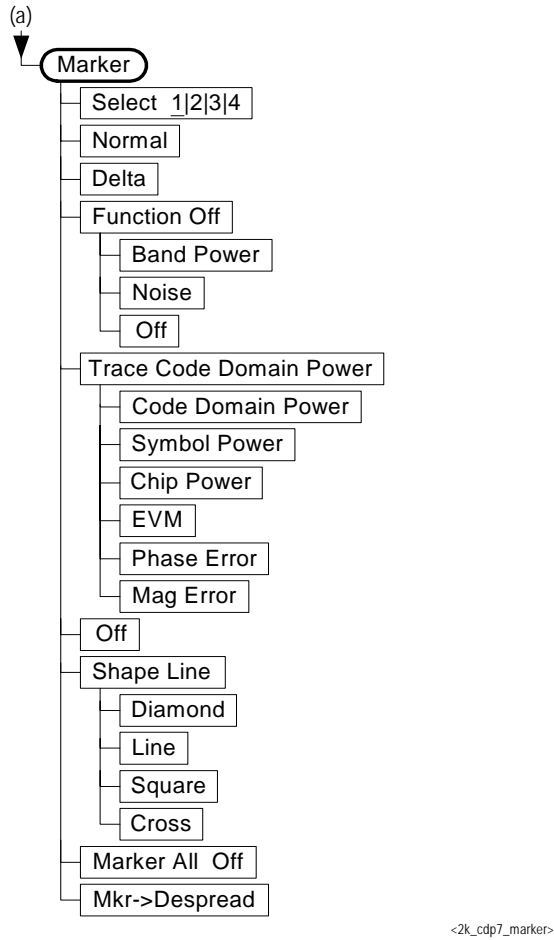 (a)
Marker
Select 1|2|3|4
Normal
Delta
Function Off
Band Power
Noise
Off
Trace Code Domain Power
Code Domain Power
Symbol Power
Chip Power
EVM
Phase Error
Mag Error
Off
Shape Line
Diamond
Line
Square
Cross
Marker All Off
Mkr->Despread
<2k_cdp7_marker>